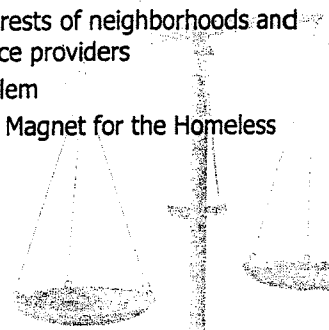 rests of neighborhoods and
ce providers
lem
Magnet for the Homeless